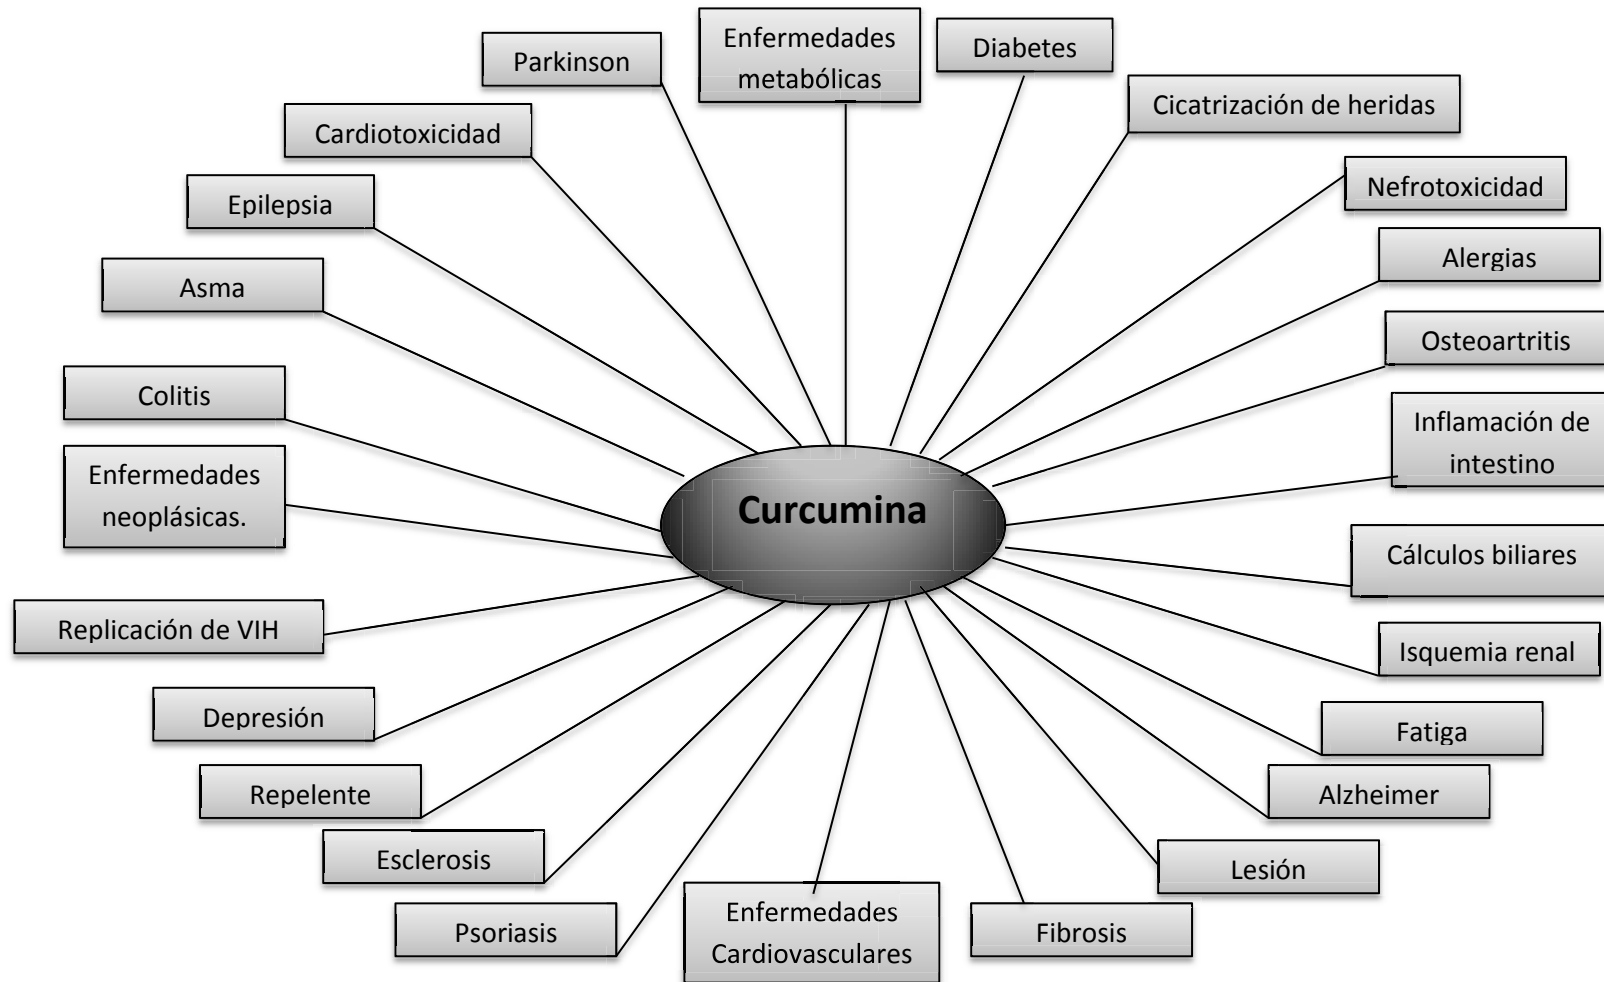 Enfermedades
metabólicas
Diabetes
Parkinson
Cicatrización de heridas
Cardiotoxicidad
Nefrotoxicidad
Epilepsia
Alergias
Asma
Osteoartritis
Colitis
Inflamación de
intestino
Enfermedades
neoplásicas.
Curcumina
Cálculos biliares
Replicación de VIH
Isquemia renal
Depresión
Fatiga
Repelente
Alzheimer
Esclerosis
Lesión
Psoriasis
Enfermedades
Cardiovasculares
Fibrosis